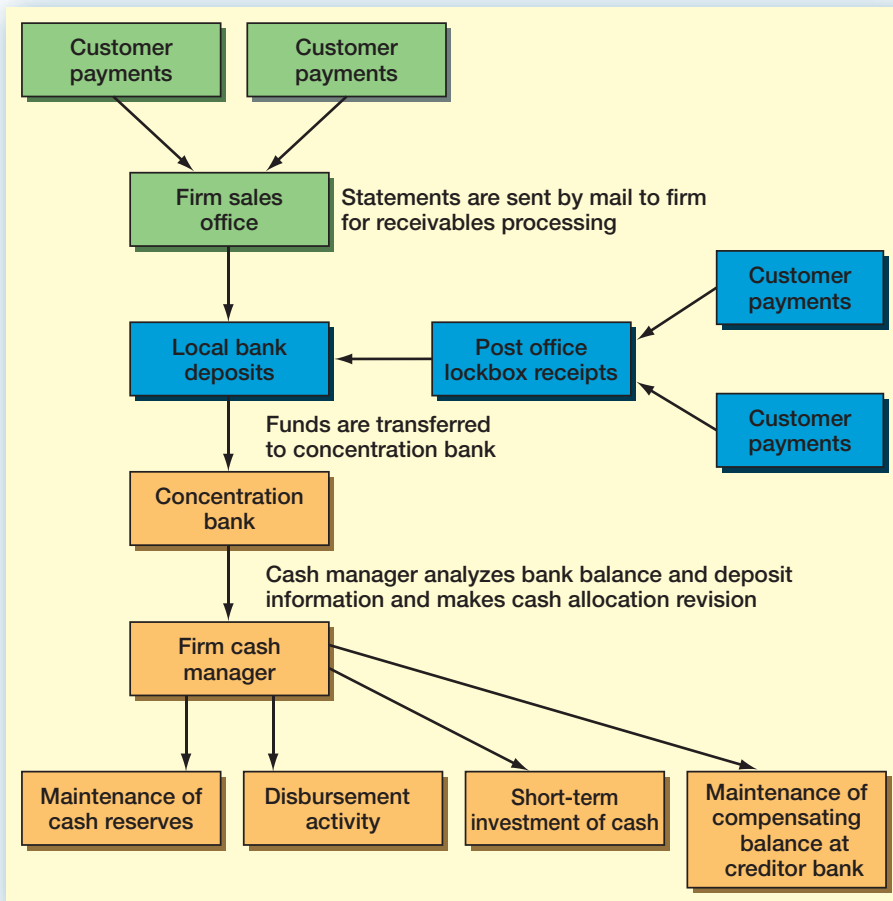 Customer
payments
Customer
payments
Firm sales
office
Statements are sent by mail to firm
for receivables processing
Customer
payments
Local bank
deposits
Post office
lockbox receipts
Customer
payments
Funds are transferred
to concentration bank
Concentration
bank
Cash manager analyzes bank balance and deposit
information and makes cash allocation revision
Firm cash
manager
Maintenance of
cash reserves
Disbursement
activity
Short-term
investment of cash
Maintenance of
compensating
balance at
creditor bank